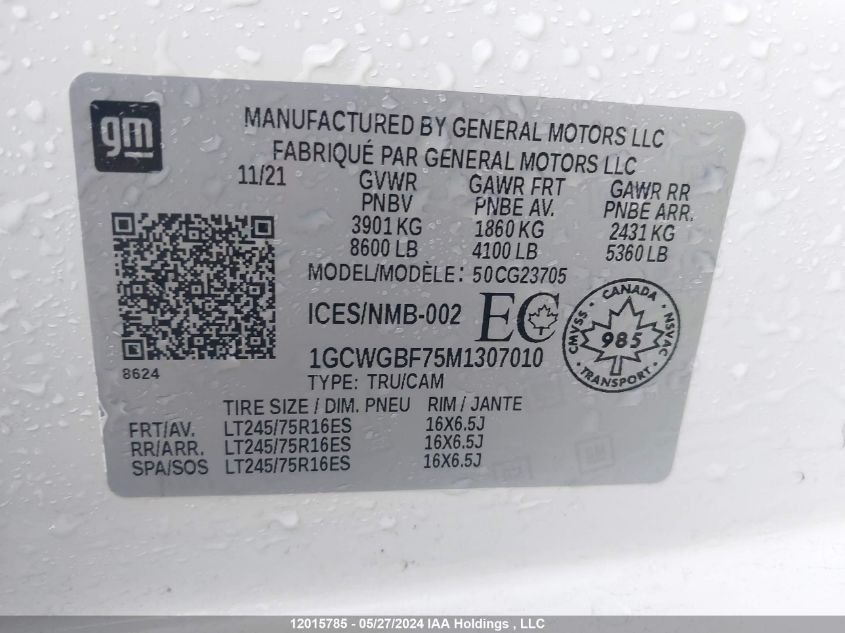 gm
MANUFACTURED BY GENERAL MOTORS LLC
FABRIQUÉ PAR GENERAL MOTORS LLC
11/21 GVWR GAWR FRT GAWR RR
PNBV PNBE AV. PNBE ARR.
3901 KG 1860 KG 2431 KG
8600 LB 4100 LB 5360 LB
MODEL/MODÈLE: 50CG23705
ICES/NMB-002 EC
CANADA
CMVSS 985 NSVAC
TRANSPORT
8624
1GCWGBF75M1307010
TYPE: TRU/CAM
TIRE SIZE / DIM. PNEU RIM / JANTE
FRT/AV. LT245/75R16ES 16X6.5J
RR/ARR. LT245/75R16ES 16X6.5J
SPA/SOS LT245/75R16ES 16X6.5J
12015785 - 05/27/2024 IAA Holdings , LLC